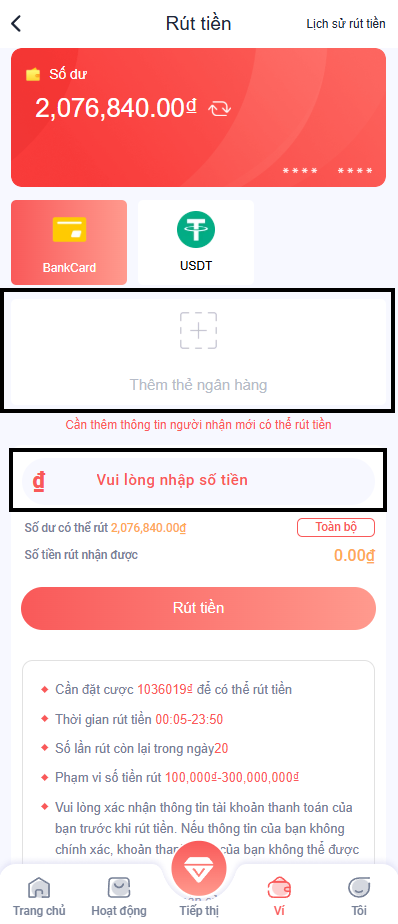 Rút tiền
Lịch sử rút tiền
Số dư
2,076,840.00₫
**** ****
BankCard
USDT
Thêm thẻ ngân hàng
Cần thêm thông tin người nhận mới có thể rút tiền
₫ Vui lòng nhập số tiền
Số dư có thể rút 2,076,840.00₫
Toàn bộ
Số tiền rút nhận được
0.00₫
Rút tiền
Cần đặt cược 1036019₫ để có thể rút tiền
Thời gian rút tiền 00:05-23:50
Số lần rút còn lại trong ngày20
Phạm vi số tiền rút 100,000₫-300,000,000₫
Vui lòng xác nhận thông tin tài khoản thanh toán của
bạn trước khi rút tiền. Nếu thông tin của bạn không
chính xác, khoản than của bạn không thể được
Trang chủ
Hoạt động
Tiếp thị
Ví
Tôi